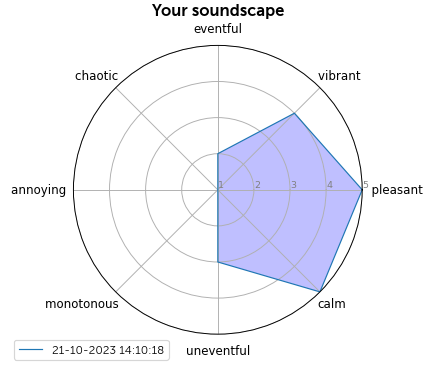 Your soundscape
eventful
chaotic
vibrant
annoying
1 2 3 4 5
pleasant
monotonous
calm
21-10-2023 14:10:18
uneventful